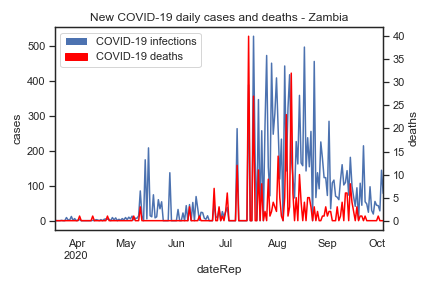 New COVID-19 daily cases and deaths - Zambia
COVID-19 infections
COVID-19 deaths
500
400
300
200
100
0
cases
40
35
30
25
20
15
10
5
0
deaths
Apr May Jun Jul Aug Sep Oct
2020
dateRep